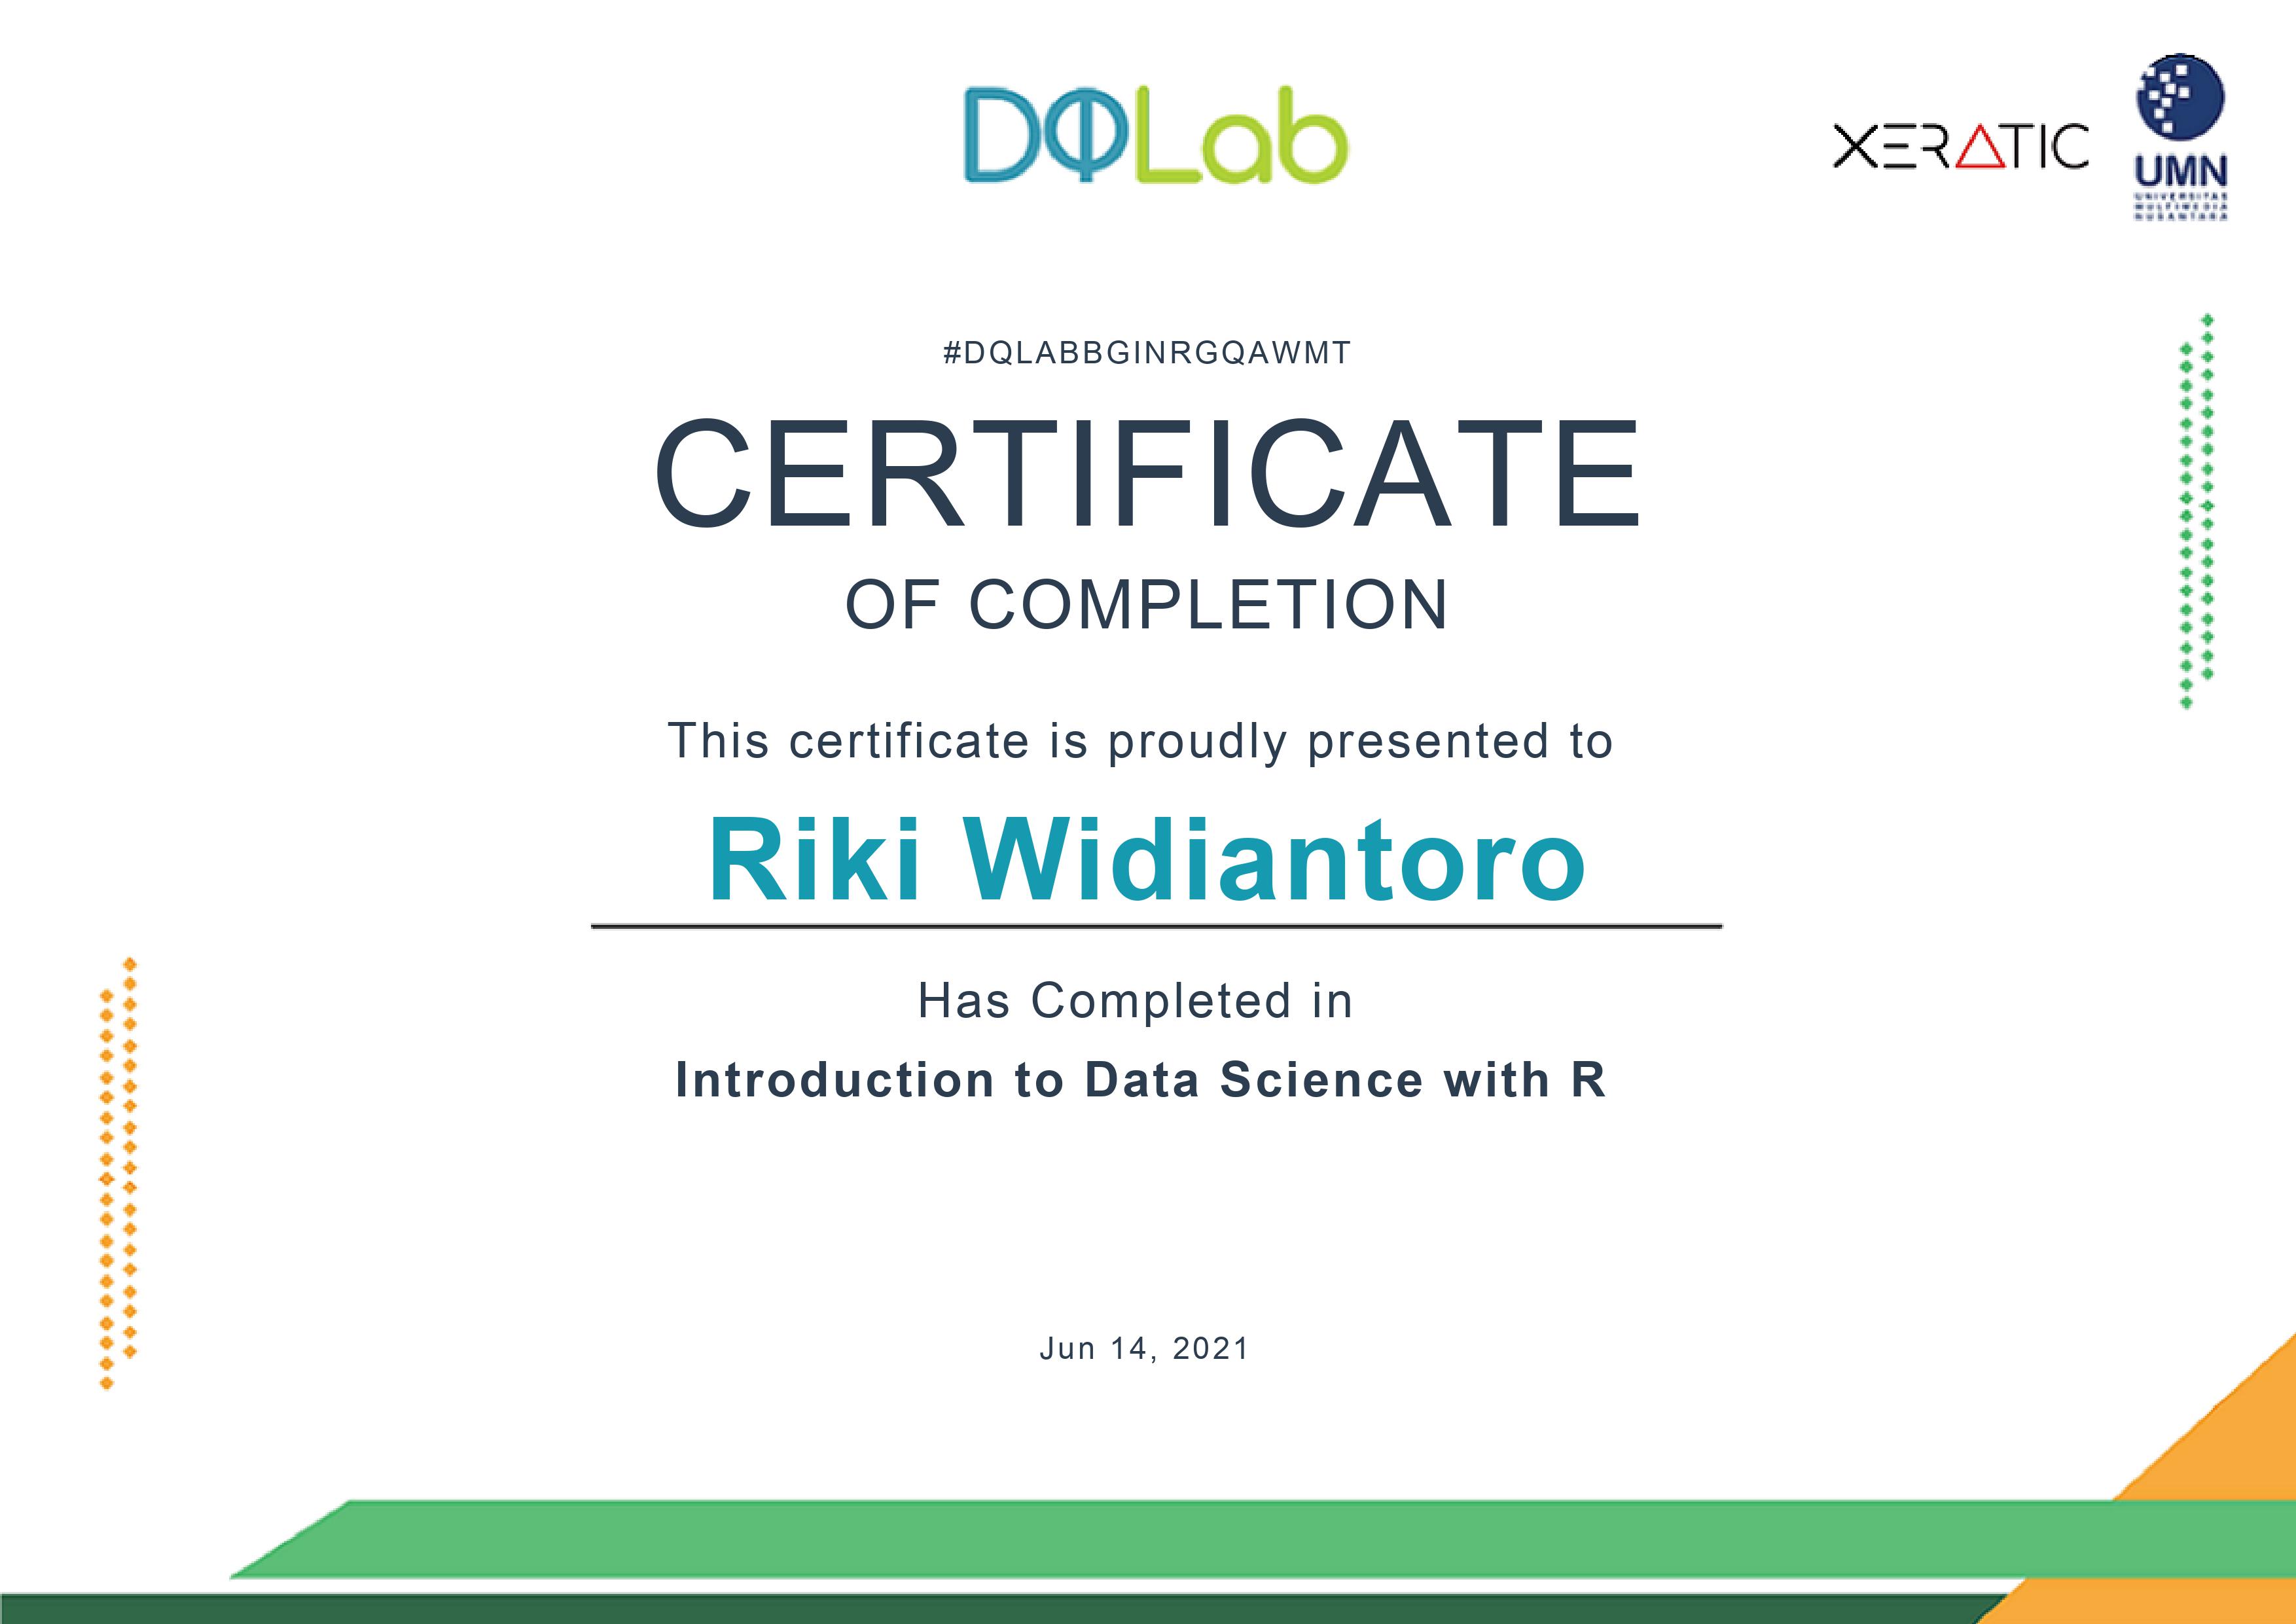 DQLab
XERATIC
UMN
UNIVERSITAS
MULTIMEDIA
NUSANTARA
#DQLABBGINRGQAWMT
CERTIFICATE
OF COMPLETION
This certificate is proudly presented to
Riki Widiantoro
Has Completed in
Introduction to Data Science with R
Jun 14, 2021